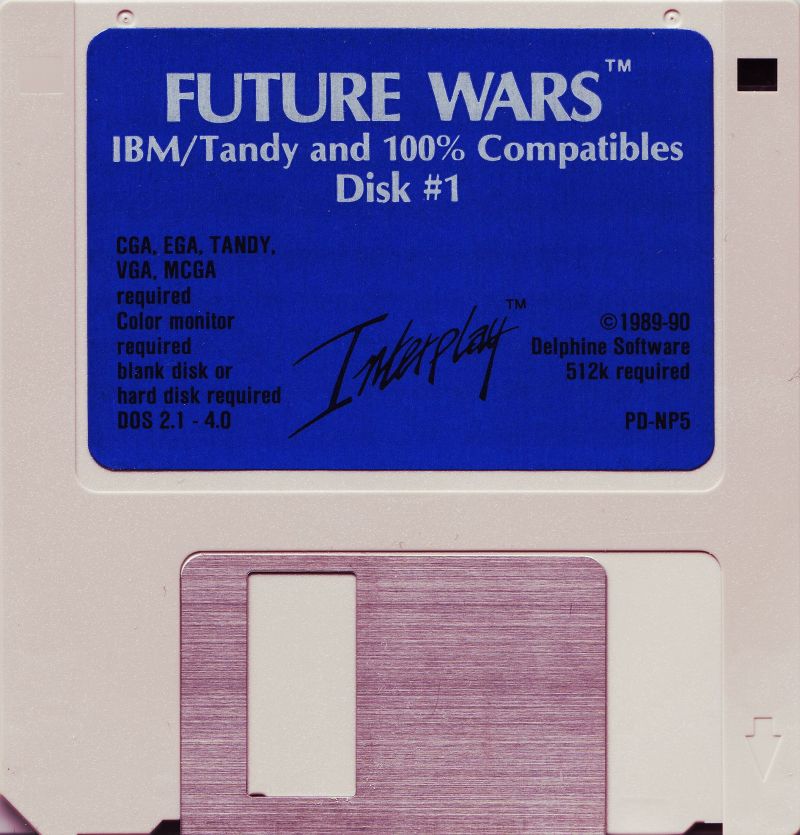 FUTURE WARS™
IBM/Tandy and 100% Compatibles
Disk #1
CGA, EGA, TANDY,
VGA, MCGA
required
Color monitor
required
blank disk or
hard disk required
DOS 2.1 - 4.0
Interplay™
©1989-90
Delphine Software
512k required
PD-NP5